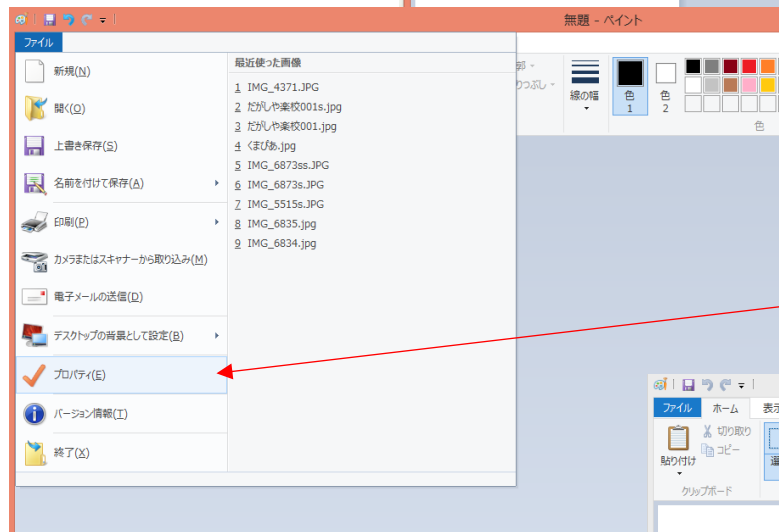 無題 - ペイント
ファイル
新規(N)
開く(O)
上書き保存(S)
名前を付けて保存(A)
印刷(P)
カメラまたはスキャナーから取り込み(M)
電子メールの送信(D)
デスクトップの背景として設定(B)
プロパティ(E)
バージョン情報(T)
終了(X)
最近使った画像
1 IMG_4371.JPG
2 だがしや楽校001s.jpg
3 だがしや楽校001.jpg
4 くまぴあ.jpg
5 IMG_6873ss.JPG
6 IMG_6873s.JPG
7 IMG_5515s.JPG
8 IMG_6835.jpg
9 IMG_6834.jpg
りつぶし
線の幅
色
1
色
2
色
ファイル
ホーム
表示
貼り付け
切り取り
コピー
クリップボード